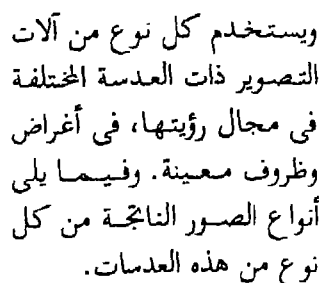 ويستخدم كل نوع من آلات
التصوير ذات العدسة المختلفة
فى مجال رؤيتها، فى أغراض
وظروف معينة. وفيما يلى
أنواع الصور الناتجة من كل
نوع من هذه العدسات.